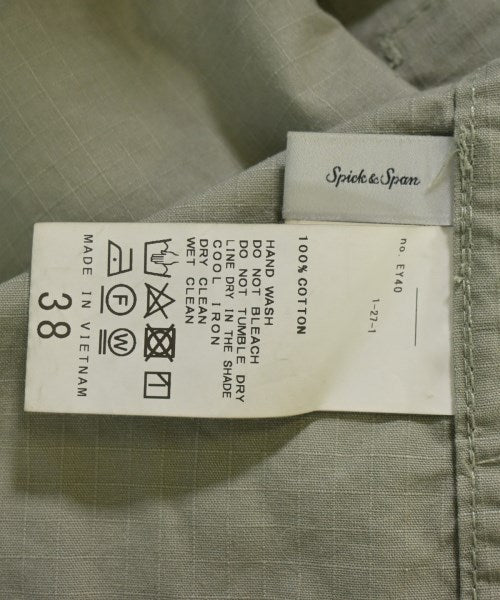 Spick & Span
no. EY40
1-27-1
100% COTTON
HAND WASH
DO NOT BLEACH
DO NOT TUMBLE DRY
LINE DRY IN THE SHADE
COOL IRON
DRY CLEAN
WET CLEAN
F W
38
MADE IN VIETNAM